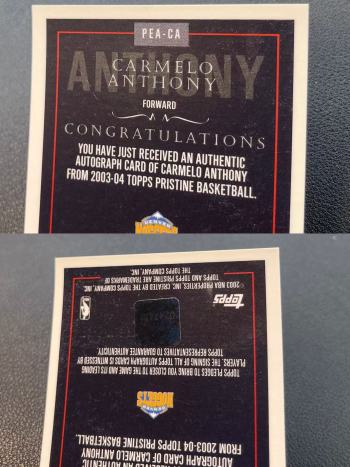 PEA-CA
ANTHONY
CARMELO
ANTHONY
FORWARD
CONGRATULATIONS
YOU HAVE JUST RECEIVED AN AUTHENTIC
AUTOGRAPH CARD OF CARMELO ANTHONY
FROM 2003-04 TOPPS PRISTINE BASKETBALL.
DENVER
NUGGETS
FROM 2003-04 TOPPS PRISTINE BASKETBALL.
AUTOGRAPH CARD OF CARMELO ANTHONY
DENVER
NUGGETS
TOPPS PLEDGES TO BRING YOU CLOSER TO THE GAME AND ITS LEADING
PLAYERS. THE SIGNING OF ALL TOPPS AUTOGRAPH CARDS IS WITNESSED BY
TOPPS REPRESENTATIVES TO GUARANTEE AUTHENTICITY.
topps
2003 NBA PROPERTIES, INC. CREATED BY THE TOPPS COMPANY, INC.
TOPPS AND TOPPS PRISTINE ARE TRADEMARKS OF
THE TOPPS COMPANY, INC.